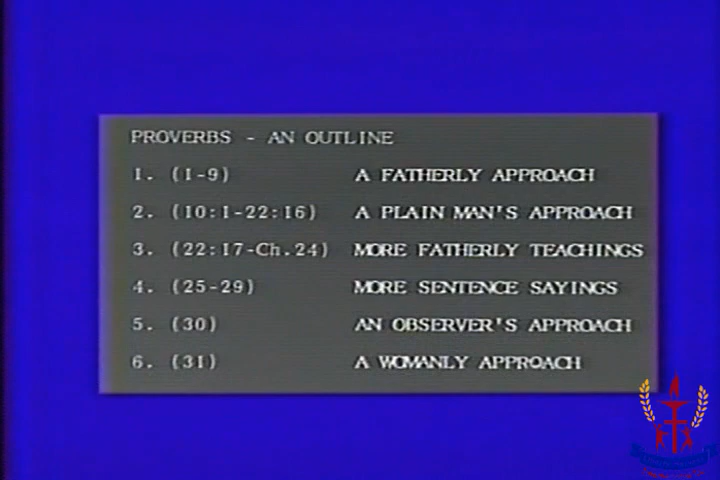 PROVERBS - AN OUTLINE
1. (1-9) A FATHERLY APPROACH
2. (10:1-22:16) A PLAIN MAN'S APPROACH
3. (22:17-Ch.24) MORE FATHERLY TEACHINGS
4. (25-29) MORE SENTENCE SAYINGS
5. (30) AN OBSERVER'S APPROACH
6. (31) A WOMANLY APPROACH